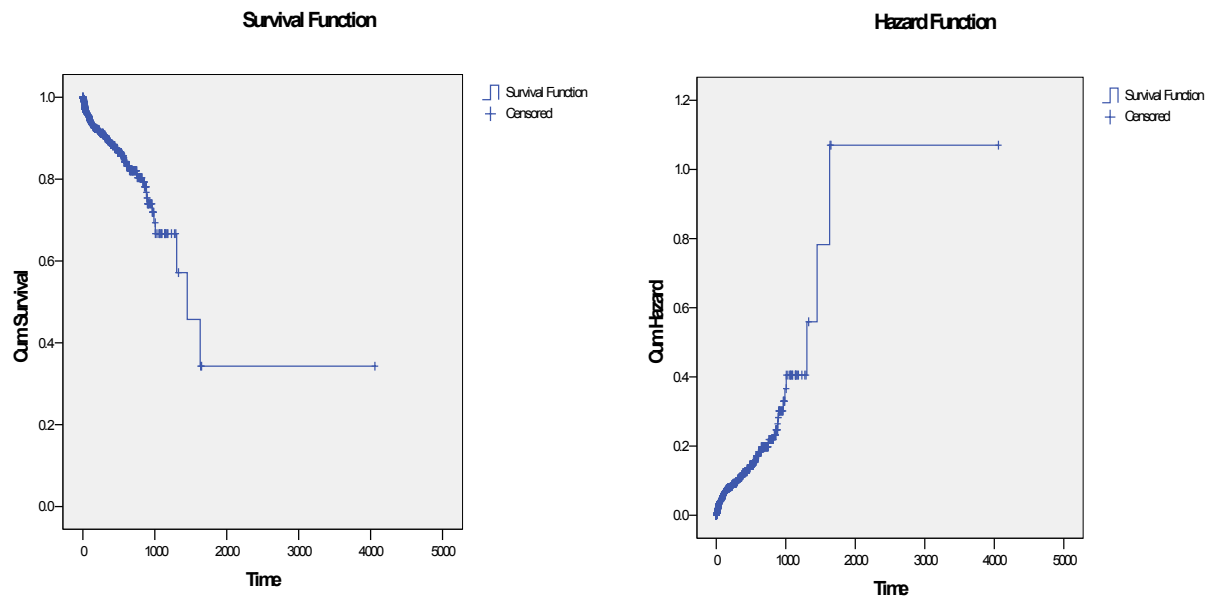 Survival Function
Survival Function
Censored
1.0
0.8
0.6
0.4
0.2
0.0
Cum Survival
0
1000
2000
3000
4000
5000
Time
Hazard Function
Survival Function
Censored
1.2
1.0
0.8
0.6
0.4
0.2
0.0
Cum Hazard
0
1000
2000
3000
4000
5000
Time